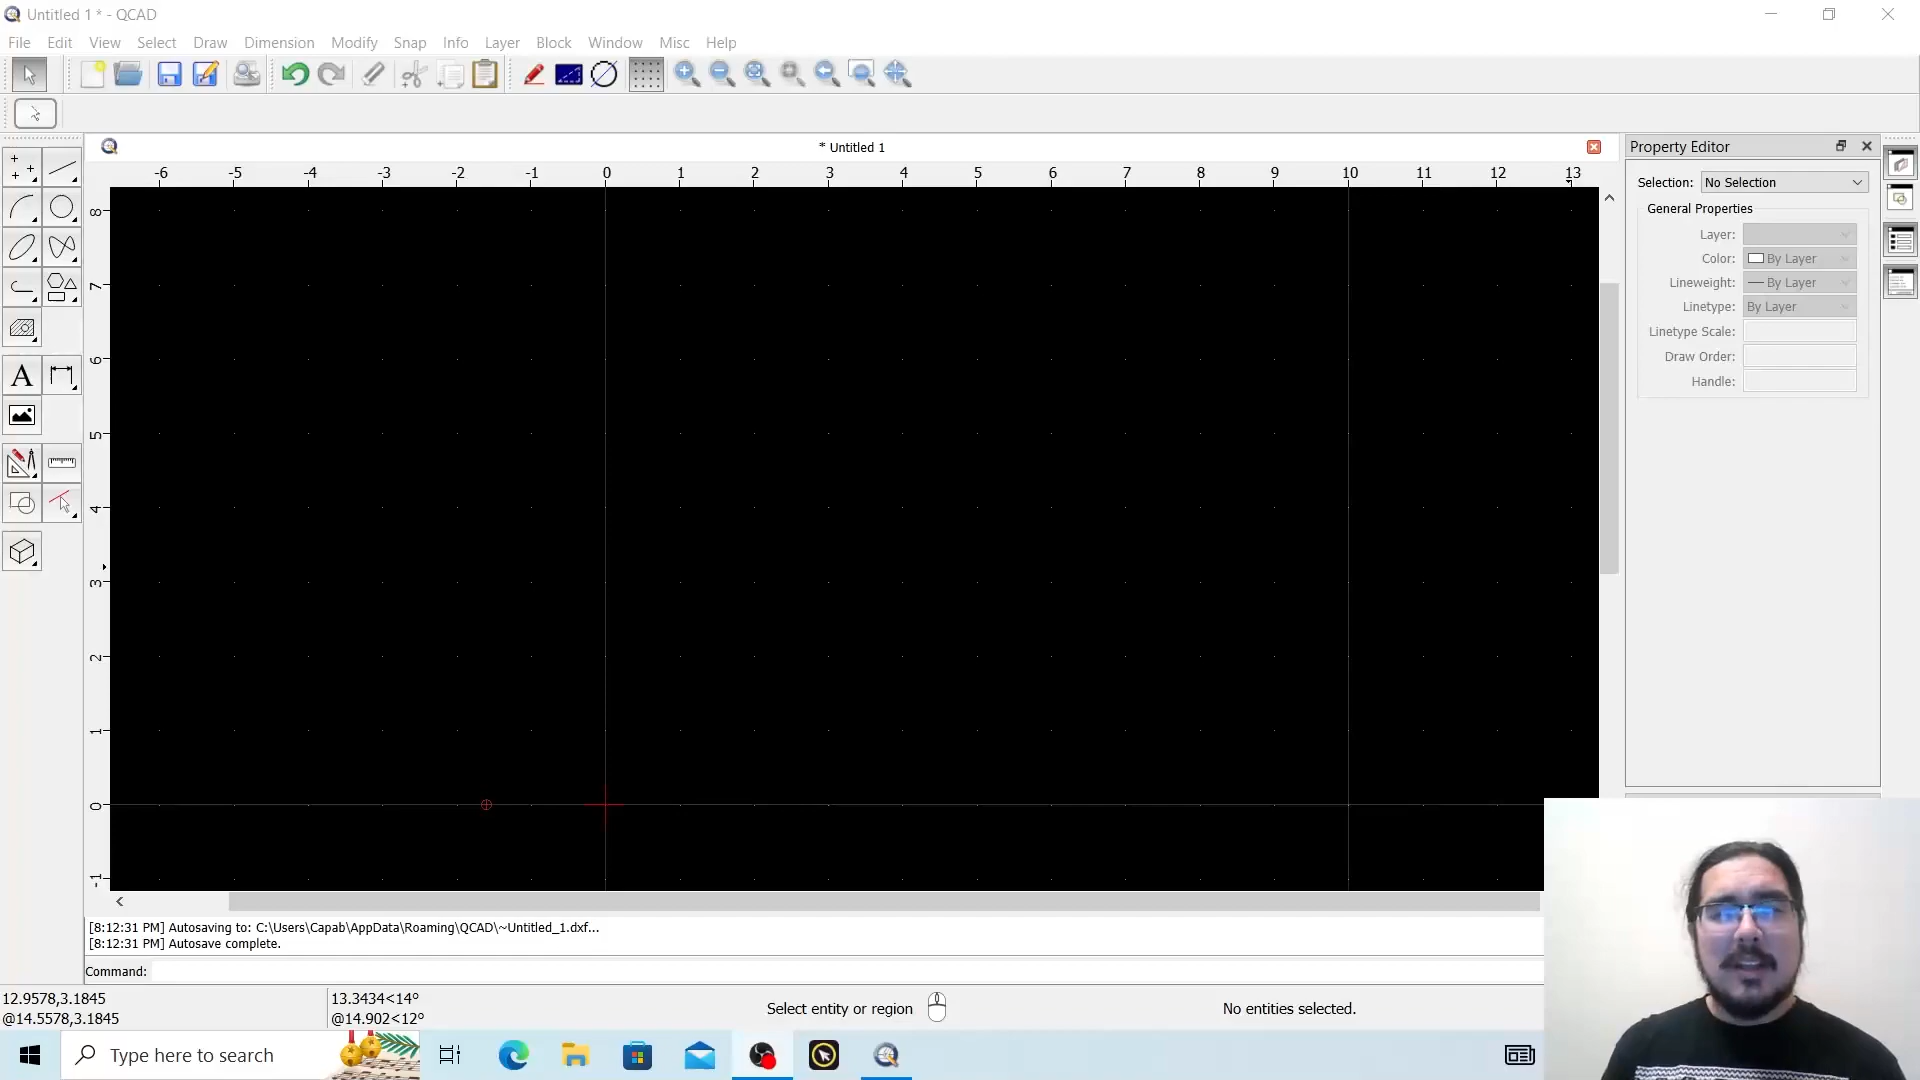 Untitled 1 * - QCAD
File Edit View Select Draw Dimension Modify Snap Info Layer Block Window Misc Help
* Untitled 1
Property Editor
-6 -5 -4 -3 -2 -1 0 1 2 3 4 5 6 7 8 9 10 11 12 13
Selection: No Selection
General Properties
Layer:
Color: By Layer
Lineweight: By Layer
Linetype: By Layer
Linetype Scale:
Draw Order:
Handle:
8
7
6
5
4
3
2
1
0
-1
A
[8:12:31 PM] Autosaving to: C:\Users\Capab\AppData\Roaming\QCAD\~Untitled_1.dxf...
[8:12:31 PM] Autosave complete.
Command:
12.9578,3.1845
@14.5578,3.1845
13.3434<14°
@14.902<12°
Select entity or region
No entities selected.
Type here to search